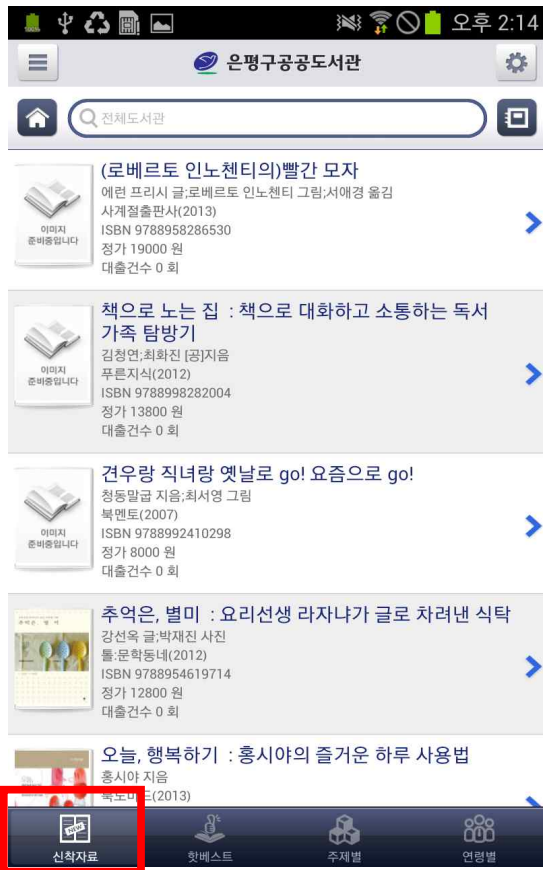 오후 2:14
은평구공공도서관
전체도서관
(로베르토 인노첸티의)빨간 모자
에런 프리시 글;로베르토 인노첸티 그림;서애경 옮김
사계절출판사(2013)
ISBN 9788958286530
정가 19000 원
대출건수 0 회
이미지
준비중입니다
책으로 노는 집 : 책으로 대화하고 소통하는 독서
가족 탐방기
김청연;최화진 [공]지음
푸른지식(2012)
ISBN 9788998282004
정가 13800 원
대출건수 0 회
이미지
준비중입니다
견우랑 직녀랑 옛날로 go! 요즘으로 go!
청동말굽 지음;최서영 그림
북멘토(2007)
ISBN 9788992410298
정가 8000 원
대출건수 0 회
이미지
준비중입니다
추억은, 별미 : 요리선생 라자냐가 글로 차려낸 식탁
강선옥 글;박재진 사진
톨:문학동네(2012)
ISBN 9788954619714
정가 12800 원
대출건수 0 회
추억은, 별미
오늘, 행복하기 : 홍시야의 즐거운 하루 사용법
홍시야 지음
북노마드(2013)
NEW
신착자료
핫베스트
주제별
연령별